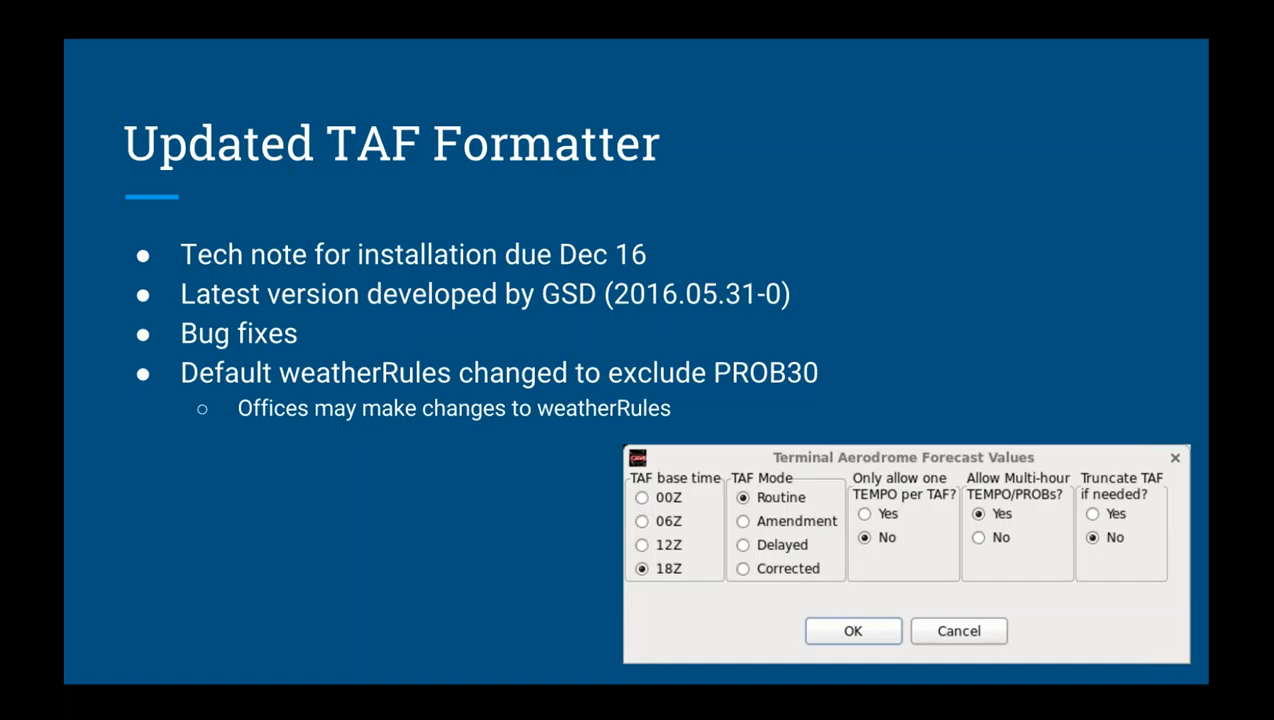 Updated TAF Formatter
● Tech note for installation due Dec 16
● Latest version developed by GSD (2016.05.31-0)
● Bug fixes
● Default weatherRules changed to exclude PROB30
○ Offices may make changes to weatherRules
Terminal Aerodrome Forecast Values
TAF base time
00Z
06Z
12Z
18Z
TAF Mode
Routine
Amendment
Delayed
Corrected
Only allow one
TEMPO per TAF?
Yes
No
Allow Multi-hour
TEMPO/PROBs?
Yes
No
Truncate TAF
if needed?
Yes
No
OK
Cancel